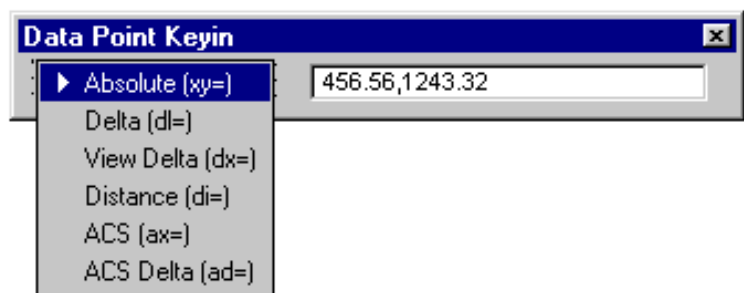 Data Point Keyin
Absolute (xy=) 456.56,1243.32
Delta (dl=)
View Delta (dx=)
Distance (di=)
ACS (ax=)
ACS Delta (ad=)